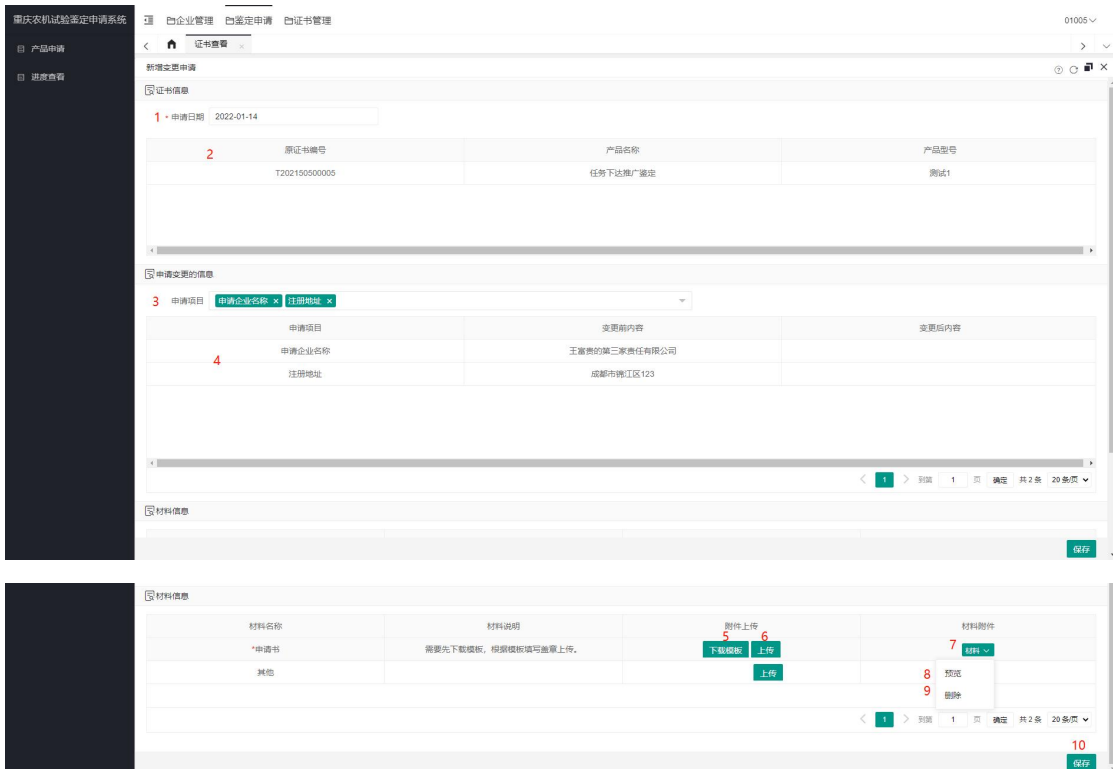 重庆农机试验鉴定申请系统 企业管理 鉴定申请 证书管理 01005
产品申请 证书查看
进度查看 新增变更申请
证书信息
1 * 申请日期 2022-01-14
2 原证书编号 产品名称 产品型号
T202150500005 任务下达推广鉴定 测试1
申请变更的信息
3 申请项目 申请企业名称 × 注册地址 ×
申请项目 变更前内容 变更后内容
申请企业名称 王富贵的第三家责任有限公司
4
注册地址 成都市锦江区123
1 到第 1 页 确定 共 2 条 20 条/页
材料信息
保存
材料信息
材料名称 材料说明 附件上传 材料附件
5 6
*申请书 需要先下载模板，根据模板填写盖章上传。 下载模板 上传 7 材料
其他 上传 8 预览
9 删除
1 到第 1 页 确定 共 2 条 20 条/页
10
保存